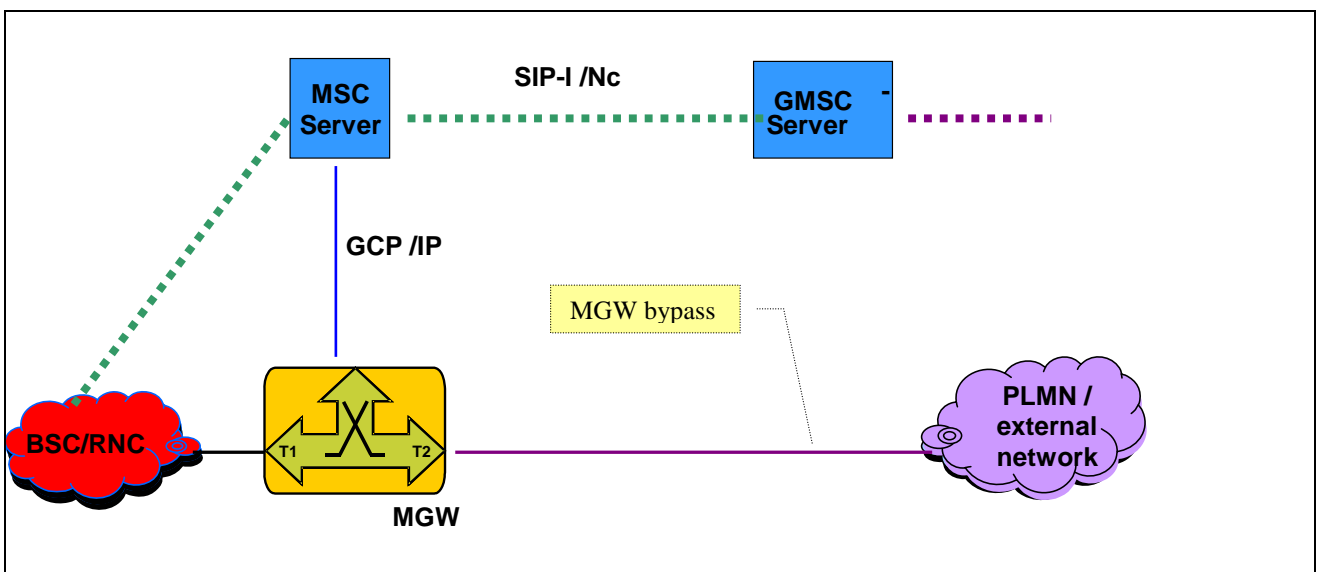 SIP-I /Nc
MSC
Server
GMSC -
Server
GCP /IP
MGW bypass
PLMN /
external
network
BSC/RNC
T1
T2
MGW